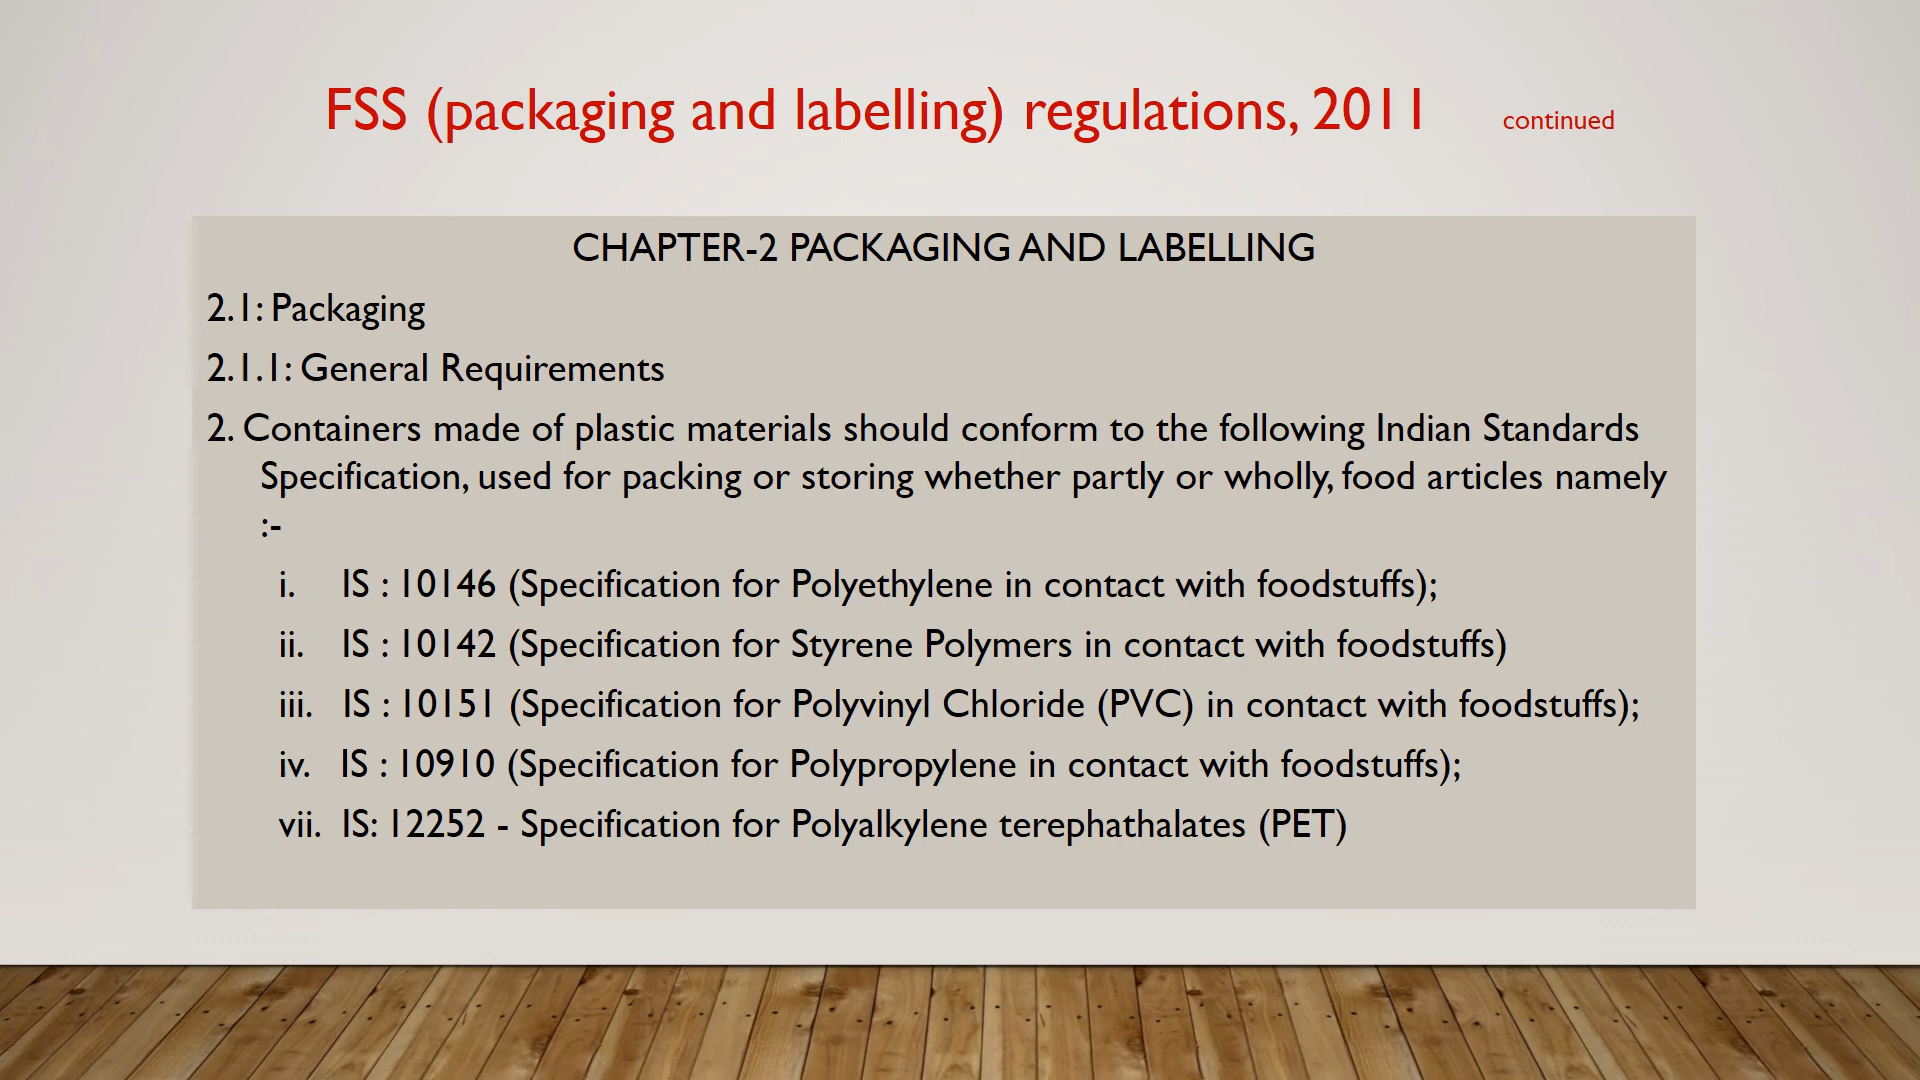 FSS (packaging and labelling) regulations, 2011 continued
CHAPTER-2 PACKAGING AND LABELLING
2.1: Packaging
2.1.1: General Requirements
2. Containers made of plastic materials should conform to the following Indian Standards
Specification, used for packing or storing whether partly or wholly, food articles namely
:-
i. IS : 10146 (Specification for Polyethylene in contact with foodstuffs);
ii. IS : 10142 (Specification for Styrene Polymers in contact with foodstuffs)
iii. IS : 10151 (Specification for Polyvinyl Chloride (PVC) in contact with foodstuffs);
iv. IS : 10910 (Specification for Polypropylene in contact with foodstuffs);
vii. IS: 12252 - Specification for Polyalkylene terephathalates (PET)